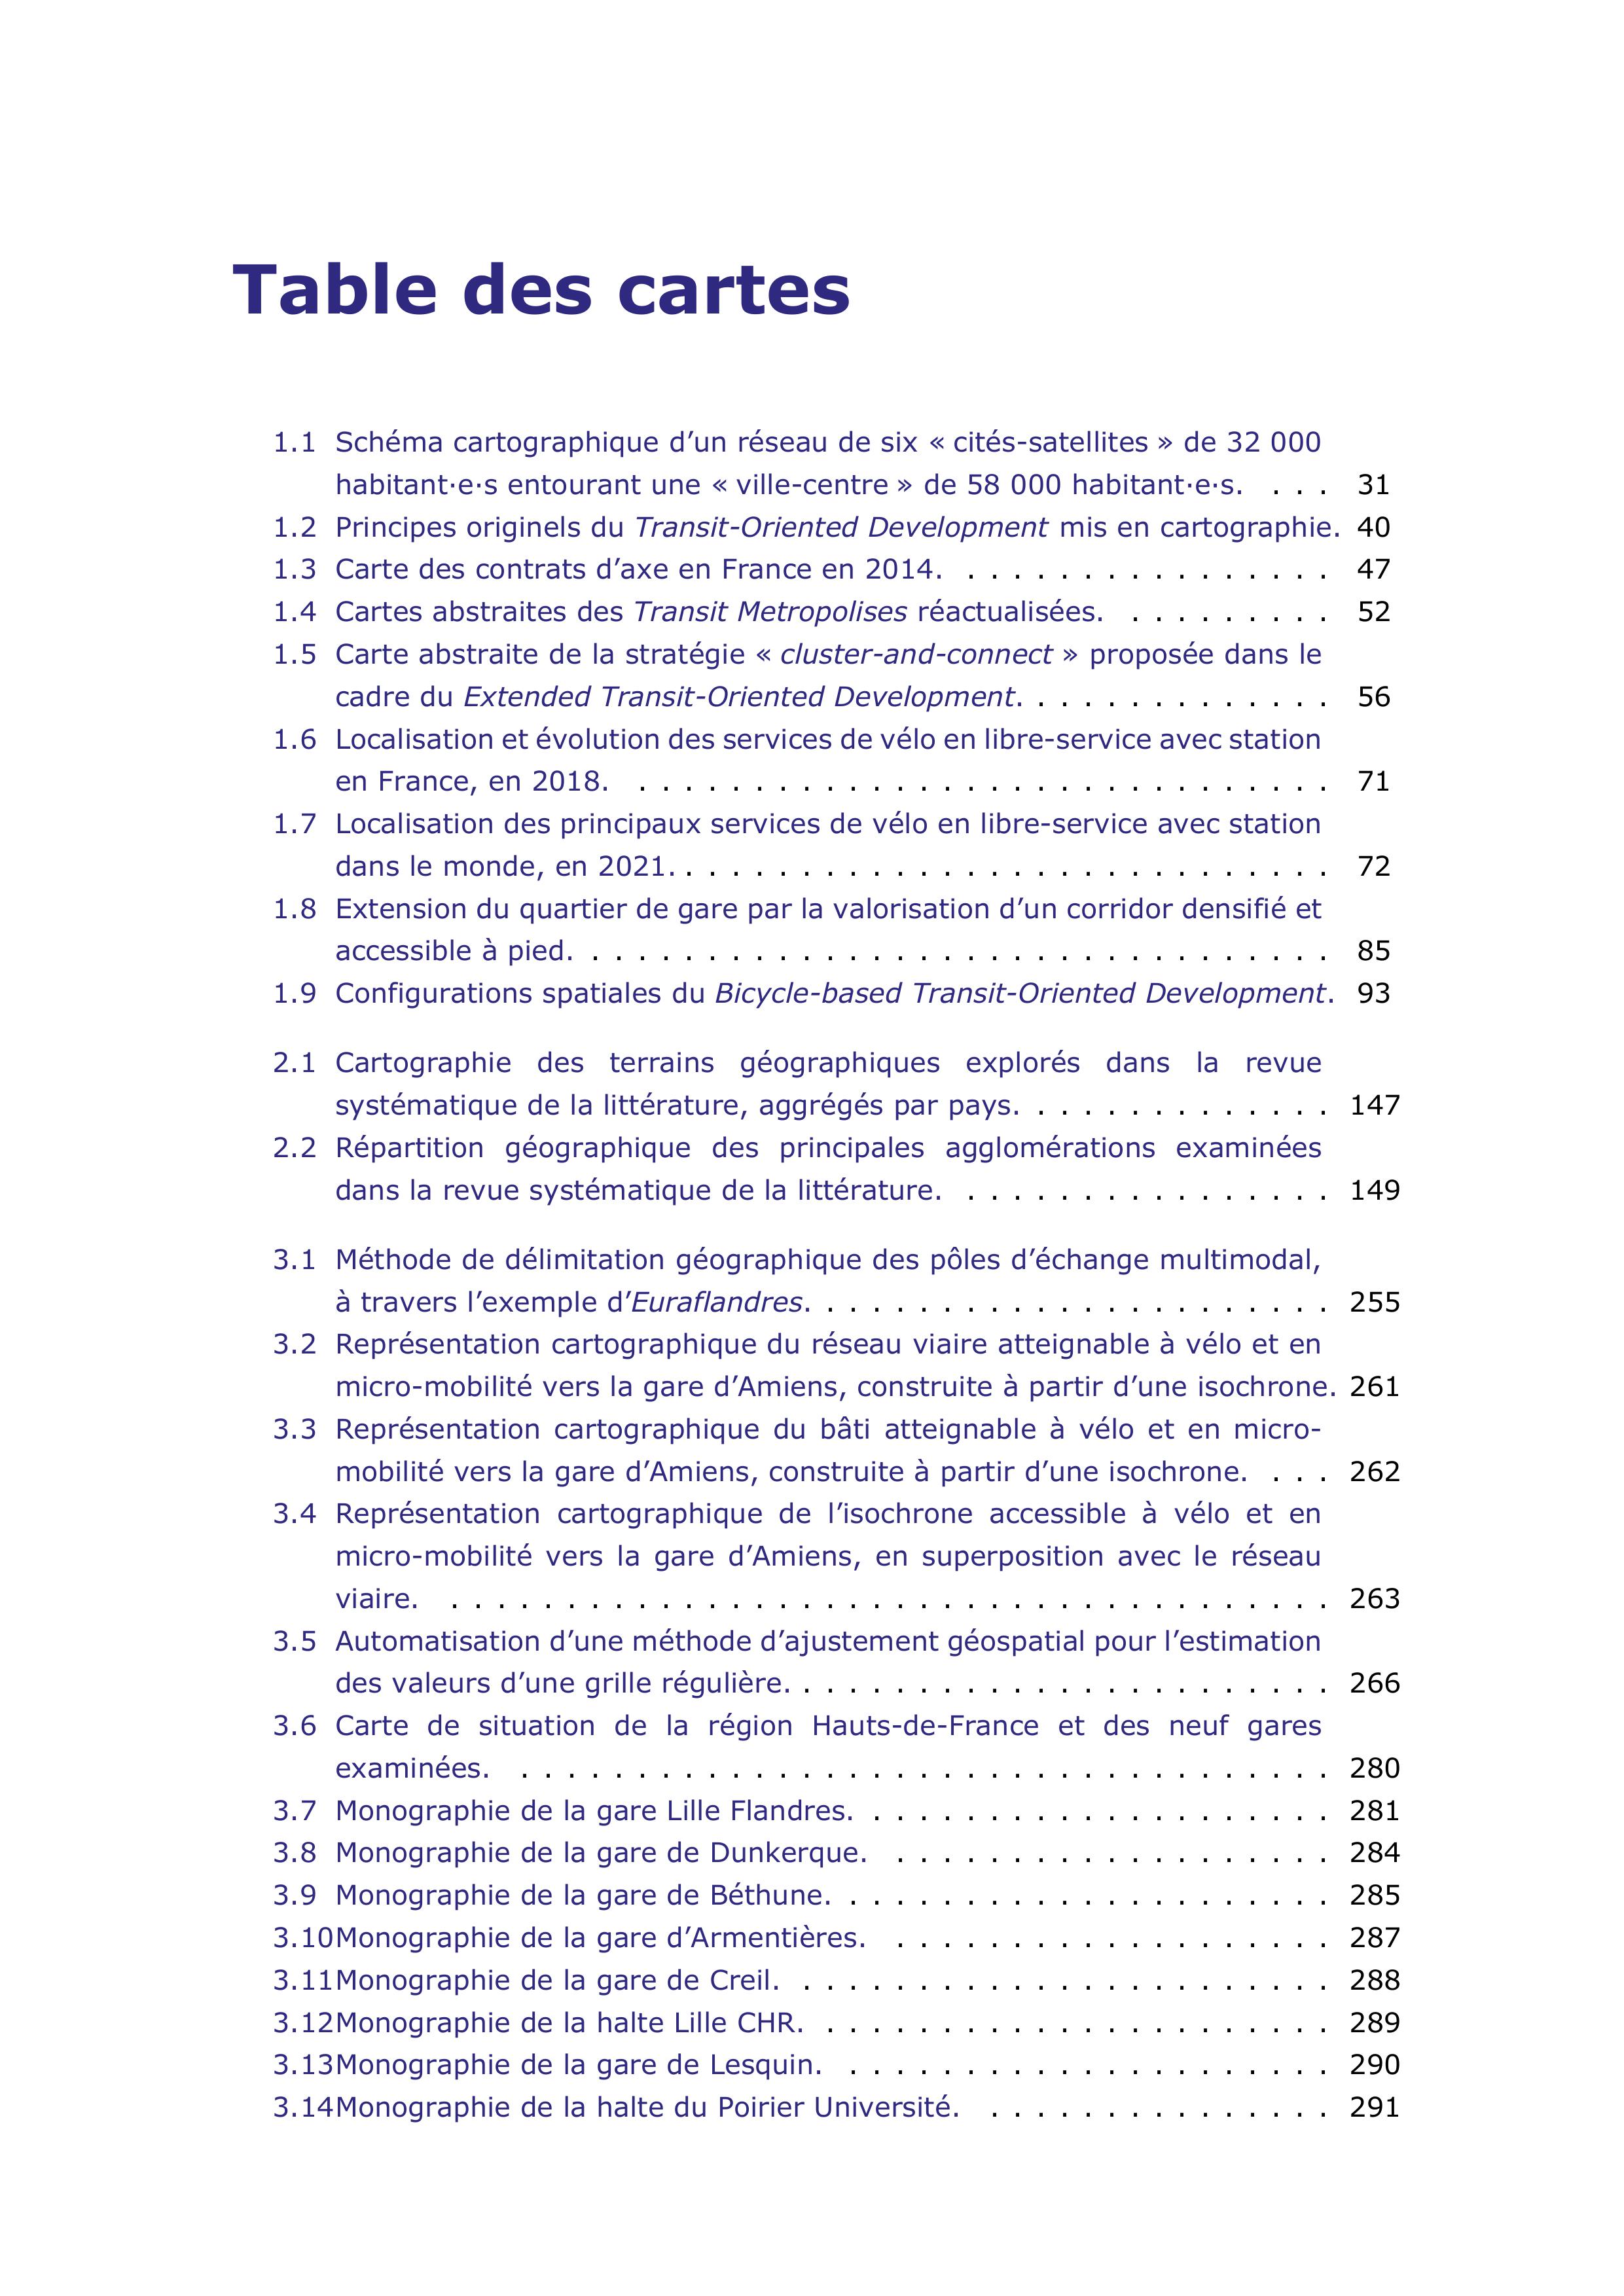 Table des cartes
1.1 Schéma cartographique d’un réseau de six « cités-satellites » de 32 000
habitant·e·s entourant une « ville-centre » de 58 000 habitant·e·s. . . . 31
1.2 Principes originels du Transit-Oriented Development mis en cartographie. 40
1.3 Carte des contrats d’axe en France en 2014. . . . . . . . . . . . . . . . . 47
1.4 Cartes abstraites des Transit Metropolises réactualisées. . . . . . . . . . 52
1.5 Carte abstraite de la stratégie « cluster-and-connect » proposée dans le
cadre du Extended Transit-Oriented Development. . . . . . . . . . . . . . 56
1.6 Localisation et évolution des services de vélo en libre-service avec station
en France, en 2018. . . . . . . . . . . . . . . . . . . . . . . . . . . . . . . 71
1.7 Localisation des principaux services de vélo en libre-service avec station
dans le monde, en 2021. . . . . . . . . . . . . . . . . . . . . . . . . . . . . 72
1.8 Extension du quartier de gare par la valorisation d’un corridor densifié et
accessible à pied. . . . . . . . . . . . . . . . . . . . . . . . . . . . . . . . . 85
1.9 Configurations spatiales du Bicycle-based Transit-Oriented Development. 93
2.1 Cartographie des terrains géographiques explorés dans la revue
systématique de la littérature, aggrégés par pays. . . . . . . . . . . . . . 147
2.2 Répartition géographique des principales agglomérations examinées
dans la revue systématique de la littérature. . . . . . . . . . . . . . . . . 149
3.1 Méthode de délimitation géographique des pôles d’échange multimodal,
à travers l’exemple d’Euraflandres. . . . . . . . . . . . . . . . . . . . . . . 255
3.2 Représentation cartographique du réseau viaire atteignable à vélo et en
micro-mobilité vers la gare d’Amiens, construite à partir d’une isochrone. 261
3.3 Représentation cartographique du bâti atteignable à vélo et en micro-
mobilité vers la gare d’Amiens, construite à partir d’une isochrone. . . . 262
3.4 Représentation cartographique de l’isochrone accessible à vélo et en
micro-mobilité vers la gare d’Amiens, en superposition avec le réseau
viaire. . . . . . . . . . . . . . . . . . . . . . . . . . . . . . . . . . . . . . . 263
3.5 Automatisation d’une méthode d’ajustement géospatial pour l’estimation
des valeurs d’une grille régulière. . . . . . . . . . . . . . . . . . . . . . . . 266
3.6 Carte de situation de la région Hauts-de-France et des neuf gares
examinées. . . . . . . . . . . . . . . . . . . . . . . . . . . . . . . . . . . . 280
3.7 Monographie de la gare Lille Flandres. . . . . . . . . . . . . . . . . . . . . 281
3.8 Monographie de la gare de Dunkerque. . . . . . . . . . . . . . . . . . . . 284
3.9 Monographie de la gare de Béthune. . . . . . . . . . . . . . . . . . . . . . 285
3.10Monographie de la gare d’Armentières. . . . . . . . . . . . . . . . . . . . 287
3.11Monographie de la gare de Creil. . . . . . . . . . . . . . . . . . . . . . . . 288
3.12Monographie de la halte Lille CHR. . . . . . . . . . . . . . . . . . . . . . . 289
3.13Monographie de la gare de Lesquin. . . . . . . . . . . . . . . . . . . . . . 290
3.14Monographie de la halte du Poirier Université. . . . . . . . . . . . . . . . 291